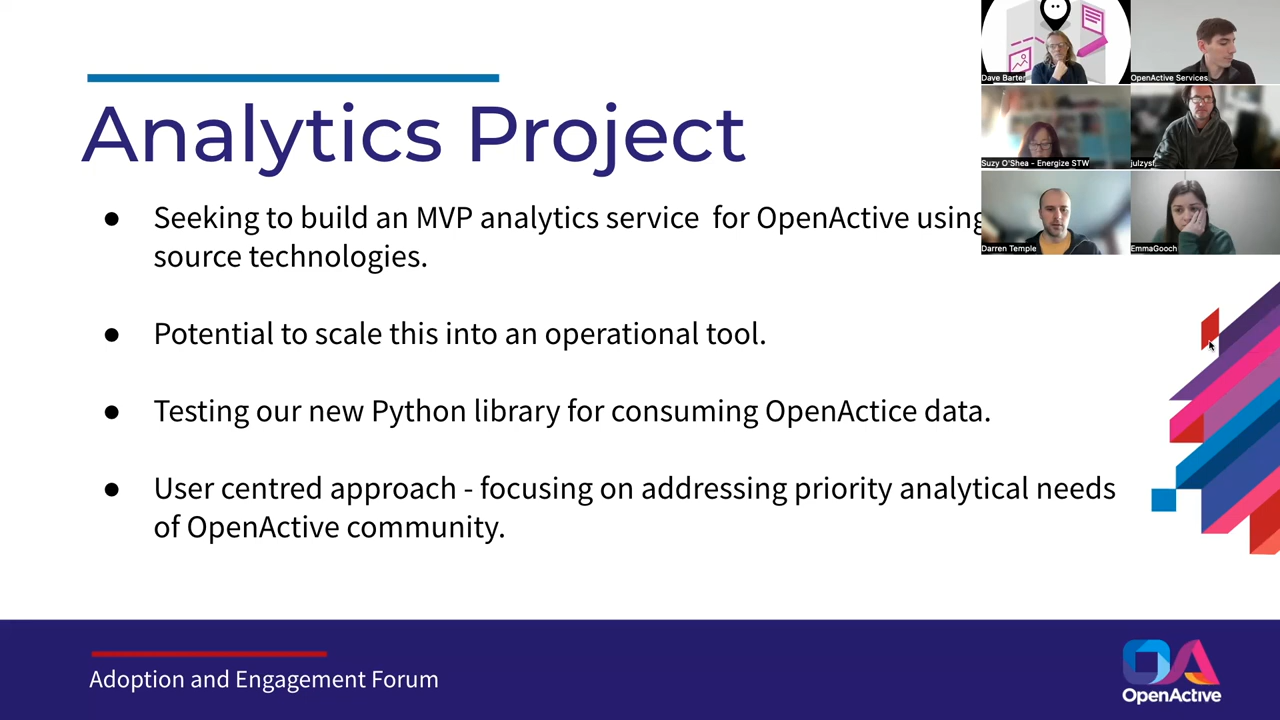 Analytics Project
● Seeking to build an MVP analytics service for OpenActive using
source technologies.
● Potential to scale this into an operational tool.
● Testing our new Python library for consuming OpenActice data.
● User centred approach - focusing on addressing priority analytical needs
of OpenActive community.
Dave Barter
OpenActive Services
Suzy O'Shea - Energize STW
julzysf
Darren Temple
EmmaGooch
Adoption and Engagement Forum
OpenActive